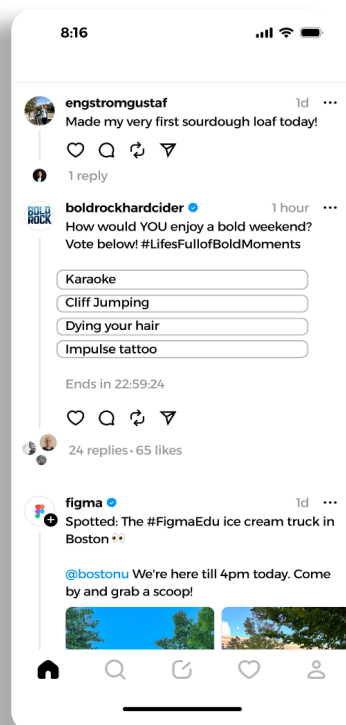 8:16
engstromgustaf 1d
Made my very first sourdough loaf today!
1 reply
BOLD
ROCK
boldrockhardcider 1 hour
How would YOU enjoy a bold weekend?
Vote below! #LifesFullofBoldMoments
Karaoke
Cliff Jumping
Dying your hair
Impulse tattoo
Ends in 22:59:24
24 replies · 65 likes
figma 1d
Spotted: The #FigmaEdu ice cream truck in
Boston 👀
@bostonu We're here till 4pm today. Come
by and grab a scoop!